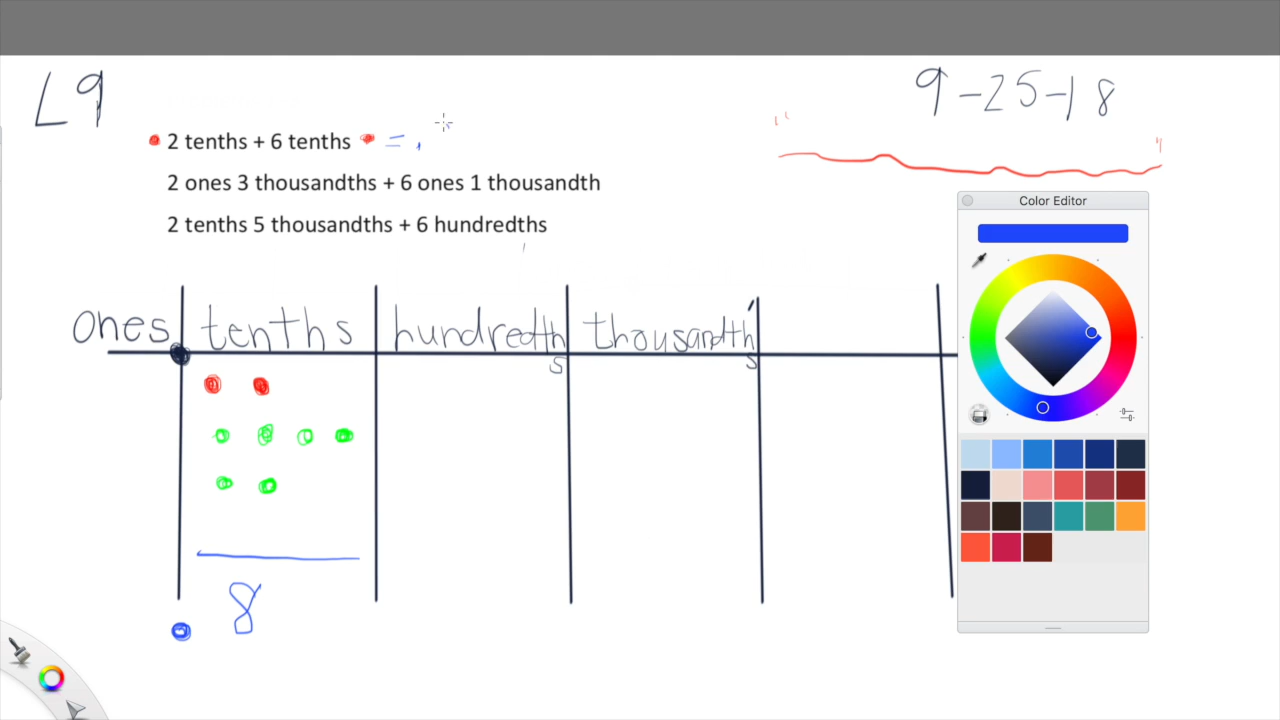 L9
9-25-18
2 tenths + 6 tenths = .
2 ones 3 thousandths + 6 ones 1 thousandth
2 tenths 5 thousandths + 6 hundredths
Color Editor
ones tenths hundredths thousandths
. 8